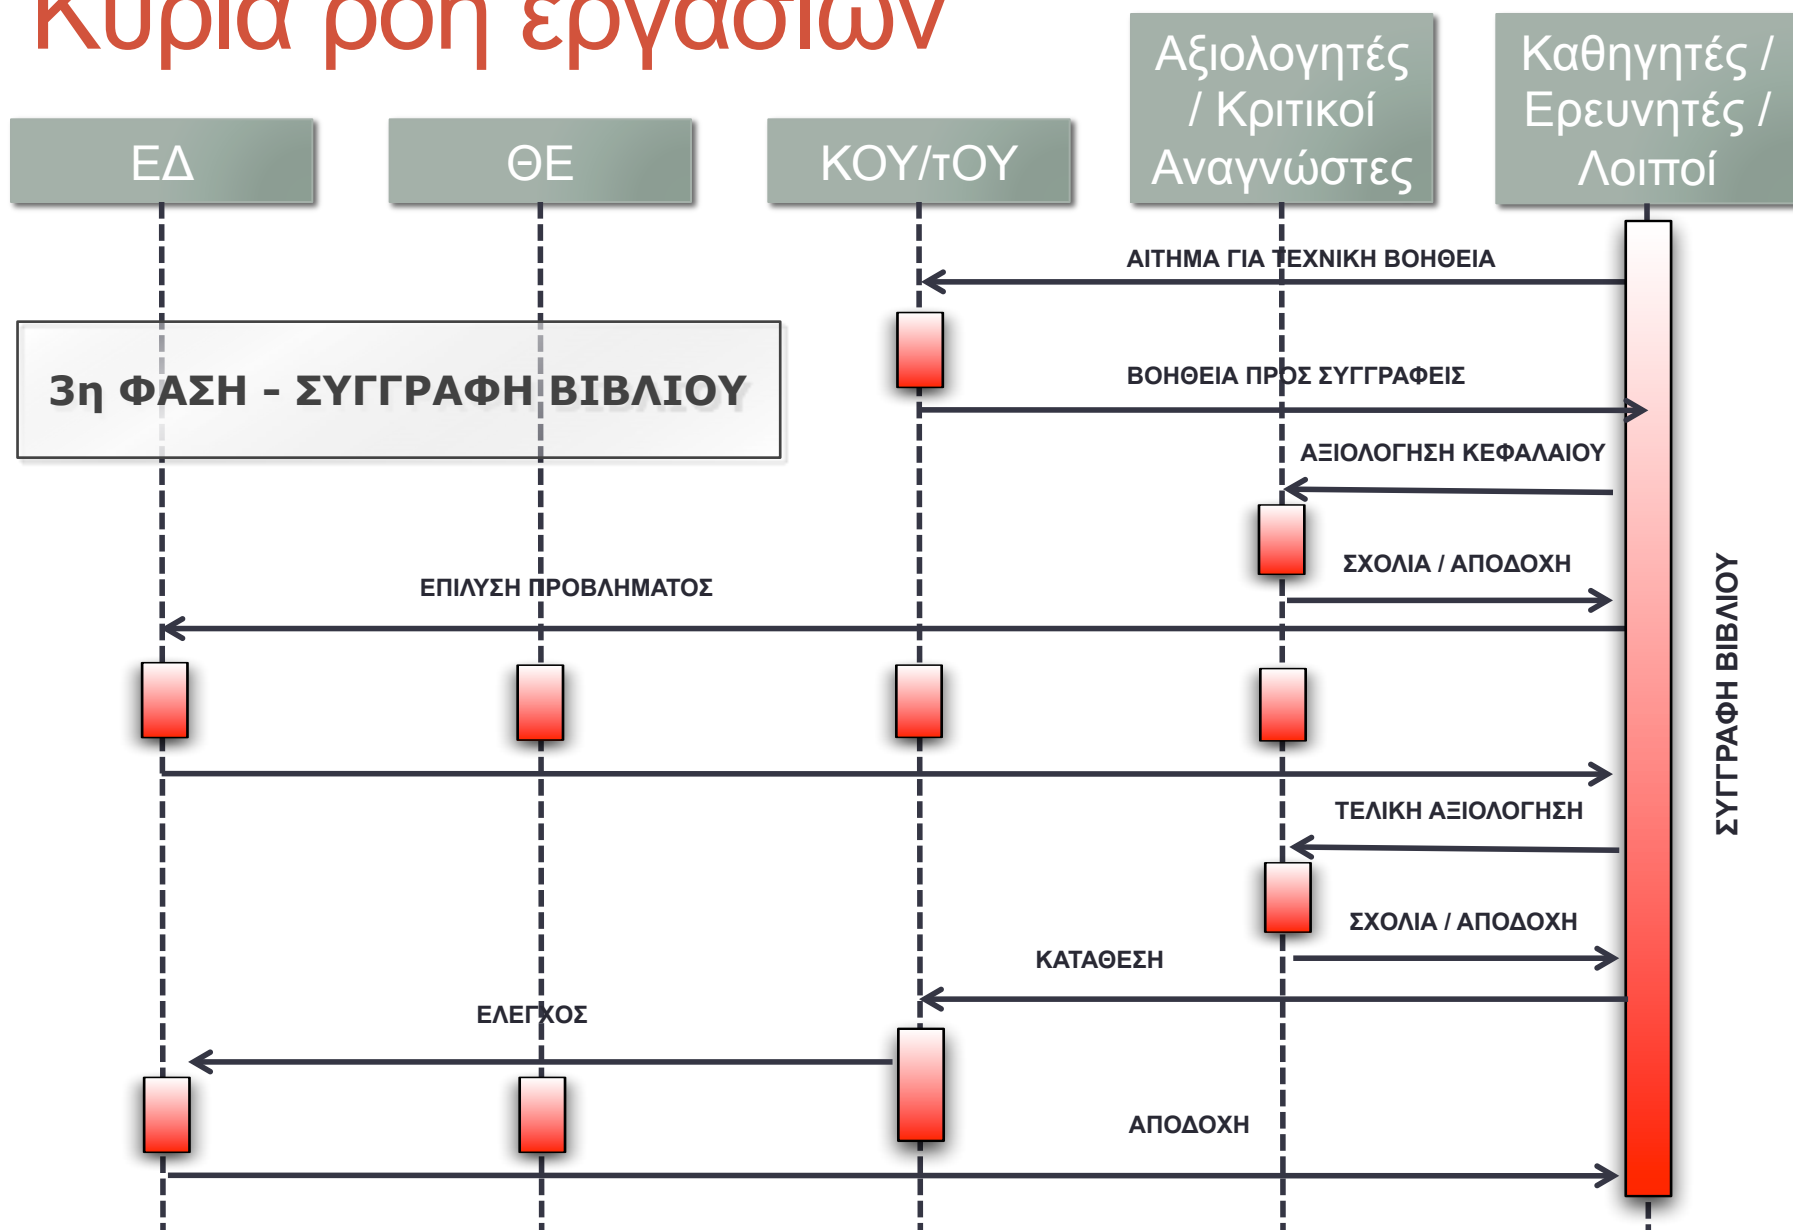 Κύρια ροή εργασιών
Αξιολογητές
/ Κριτικοί
Αναγνώστες
Καθηγητές /
Ερευνητές /
Λοιποί
ΕΔ
ΘΕ
ΚΟΥ/τΟΥ
ΑΙΤΗΜΑ ΓΙΑ ΤΕΧΝΙΚΗ ΒΟΗΘΕΙΑ
3η ΦΑΣΗ – ΣΥΓΓΡΑΦΗ ΒΙΒΛΙΟΥ
ΒΟΗΘΕΙΑ ΠΡΟΣ ΣΥΓΓΡΑΦΕΙΣ
ΑΞΙΟΛΟΓΗΣΗ ΚΕΦΑΛΑΙΟΥ
ΣΧΟΛΙΑ / ΑΠΟΔΟΧΗ
ΕΠΙΛΥΣΗ ΠΡΟΒΛΗΜΑΤΟΣ
ΣΥΓΓΡΑΦΗ ΒΙΒΛΙΟΥ
ΤΕΛΙΚΗ ΑΞΙΟΛΟΓΗΣΗ
ΣΧΟΛΙΑ / ΑΠΟΔΟΧΗ
ΚΑΤΑΘΕΣΗ
ΕΛΕΓΧΟΣ
ΑΠΟΔΟΧΗ